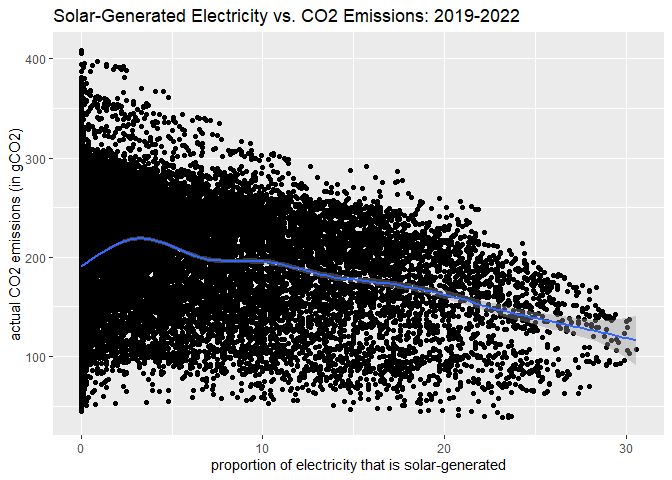 Solar-Generated Electricity vs. CO2 Emissions: 2019-2022
400
300
200
100
actual CO2 emissions (in gCO2)
0 10 20 30
proportion of electricity that is solar-generated